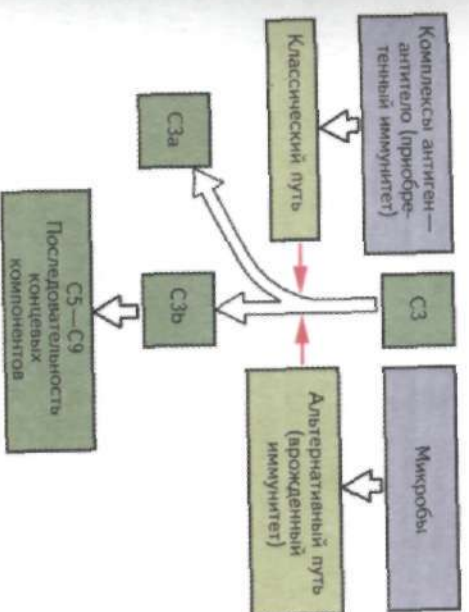 Комплексы антиген—
антитело (приобре-
тенный иммунитет)
C3
Микробы
Классический путь
Альтернативный путь
(врожденный
иммунитет)
C3a
C3b
C5—C9
Последовательность
концевых
компонентов